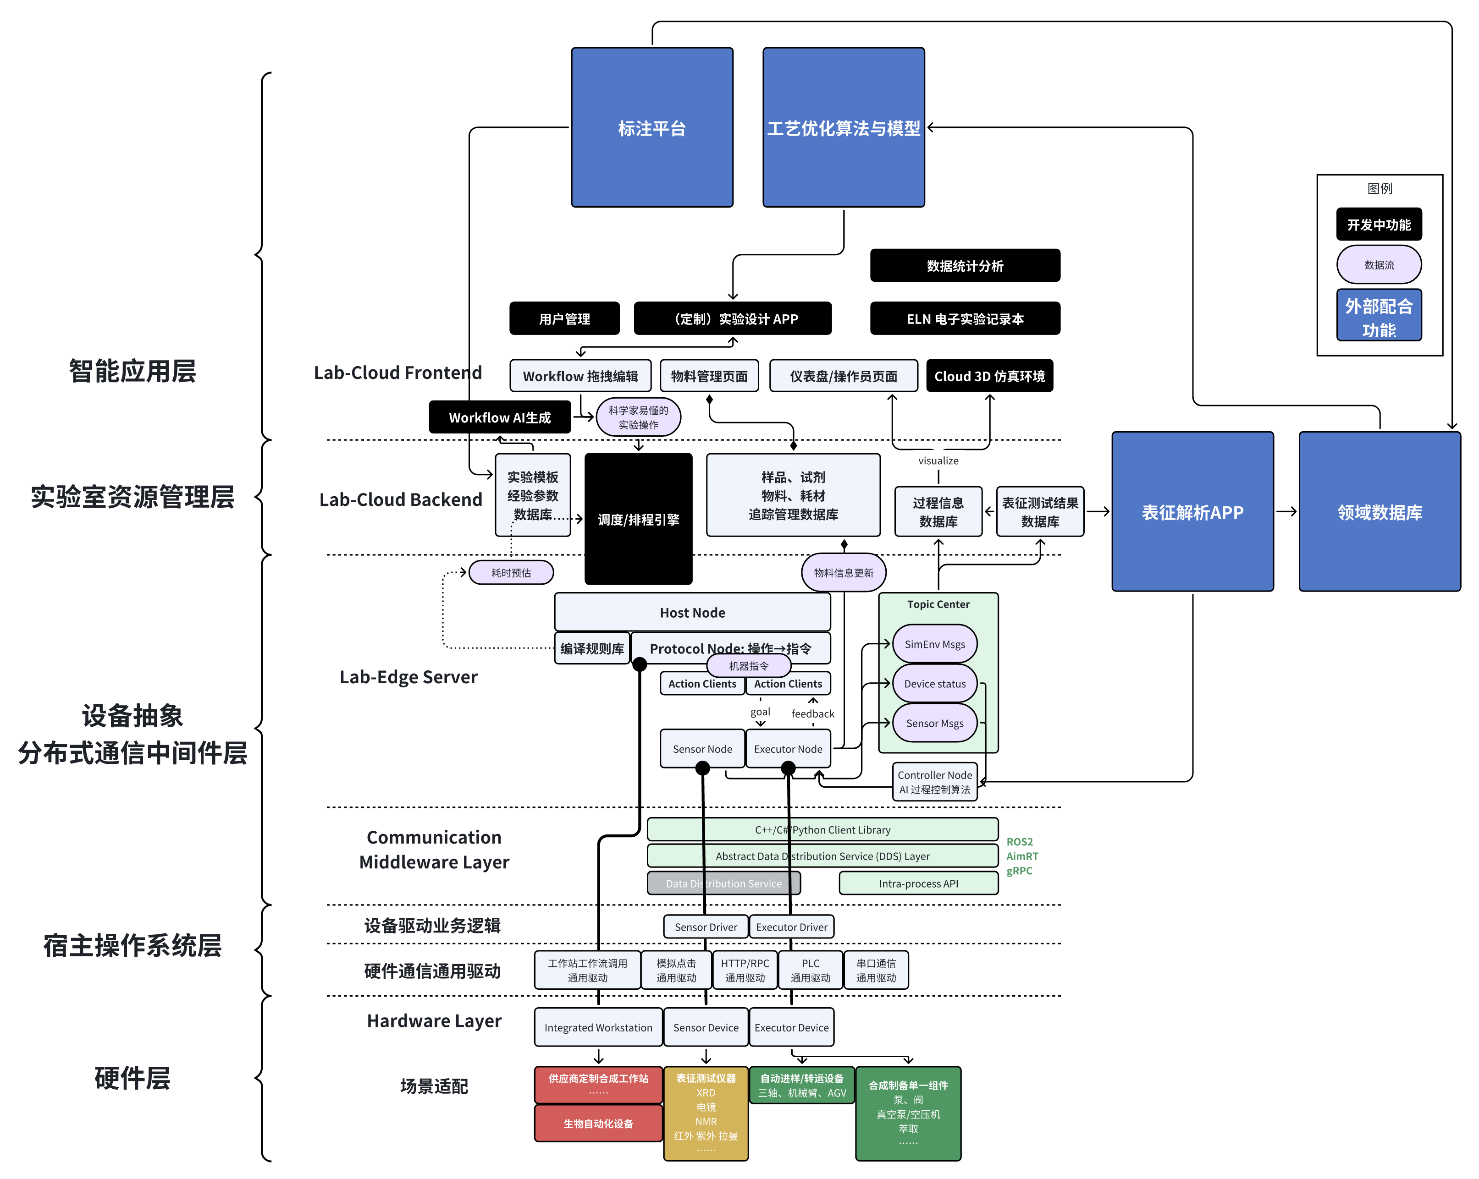 标注平台
工艺优化算法与模型
图例
开发中功能
数据流
外部配合
功能
数据统计分析
用户管理
（定制）实验设计 APP
ELN 电子实验记录本
智能应用层
Lab-Cloud Frontend
Workflow 拖拽编辑
物料管理页面
仪表盘/操作员页面
Cloud 3D 仿真环境
Workflow AI生成
科学家易懂的
实验操作
实验室资源管理层
Lab-Cloud Backend
实验模板
经验参数
数据库
调度/排程引擎
样品、试剂
物料、耗材
追踪管理数据库
visualize
过程信息
数据库
表征测试结果
数据库
表征解析APP
领域数据库
耗时预估
物料信息更新
Host Node
编译规则库
Protocol Node: 操作→指令
机器指令
Action Clients
Action Clients
goal
feedback
Sensor Node
Executor Node
Topic Center
SimEnv Msgs
Device status
Sensor Msgs
Controller Node
AI 过程控制算法
Lab-Edge Server
设备抽象
分布式通信中间件层
Communication
Middleware Layer
C++/C#/Python Client Library
Abstract Data Distribution Service (DDS) Layer
Data Distribution Service
Intra-process API
ROS2
AimRT
gRPC
宿主操作系统层
设备驱动业务逻辑
Sensor Driver
Executor Driver
硬件通信通用驱动
工作站工作流调用
通用驱动
模拟点击
通用驱动
HTTP/RPC
通用驱动
PLC
通用驱动
串口通信
通用驱动
硬件层
Hardware Layer
Integrated Workstation
Sensor Device
Executor Device
场景适配
供应商定制合成工作站
……
生物自动化设备
表征测试仪器
XRD
电镜
NMR
红外 紫外 拉曼
……
自动进样/转运设备
三轴、机械臂、AGV
合成制备单一组件
泵、阀
真空泵/空压机
萃取
……